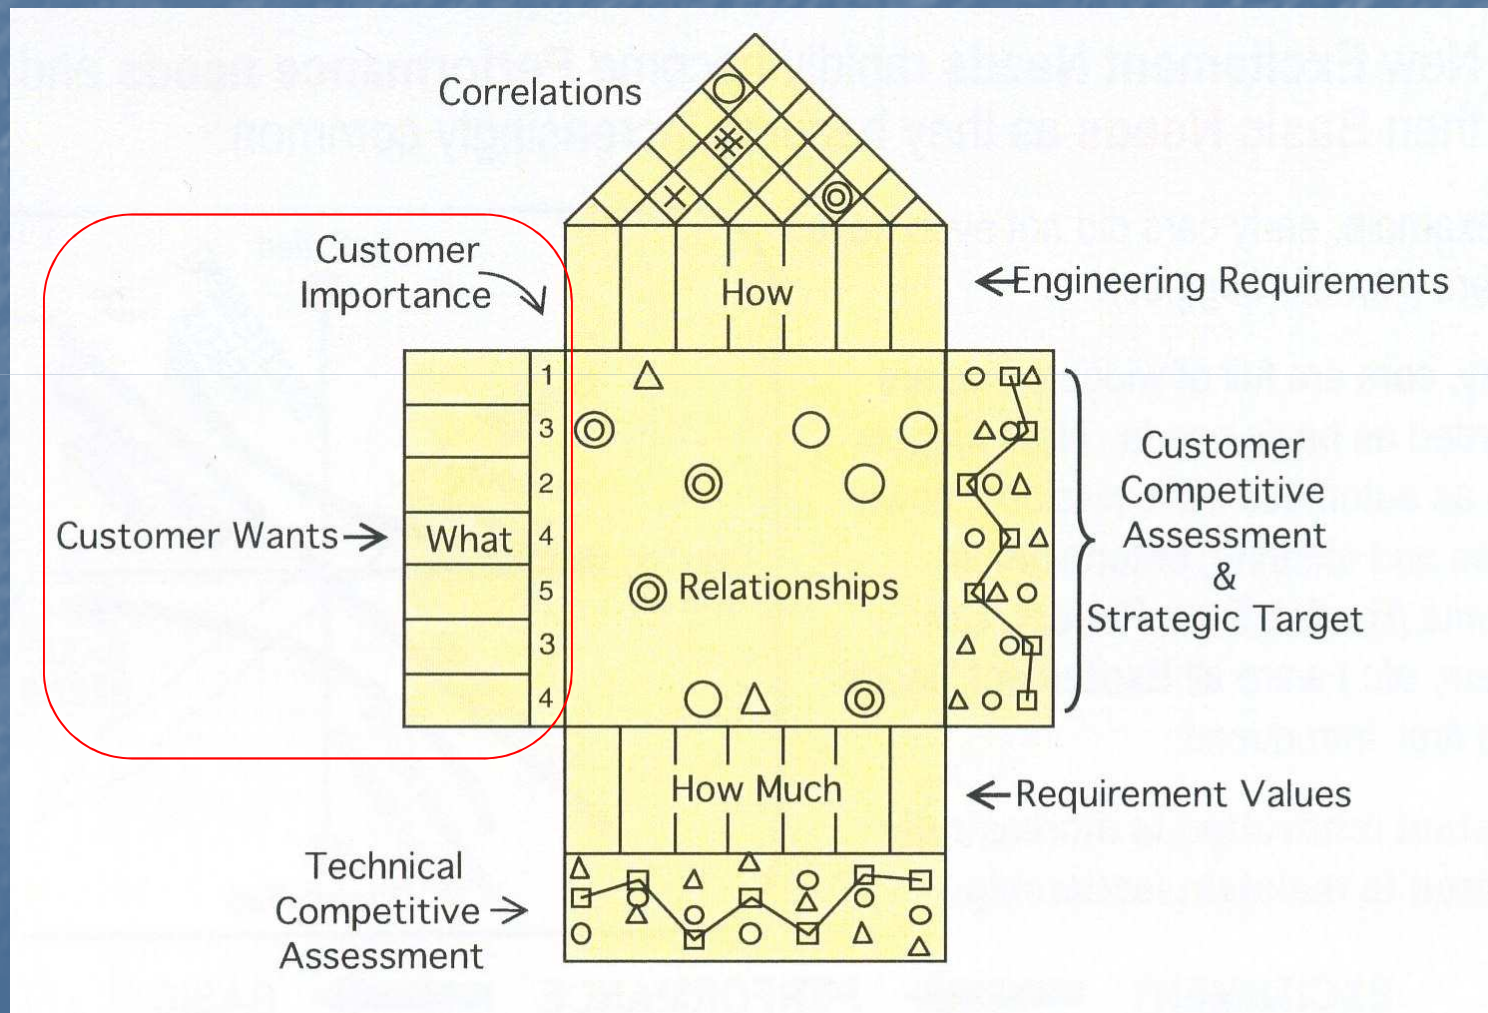 Correlations
Customer
Importance
How
Engineering Requirements
1
3
2
Customer Wants
What
4
5
3
4
Relationships
Customer
Competitive
Assessment
&
Strategic Target
How Much
Requirement Values
Technical
Competitive
Assessment